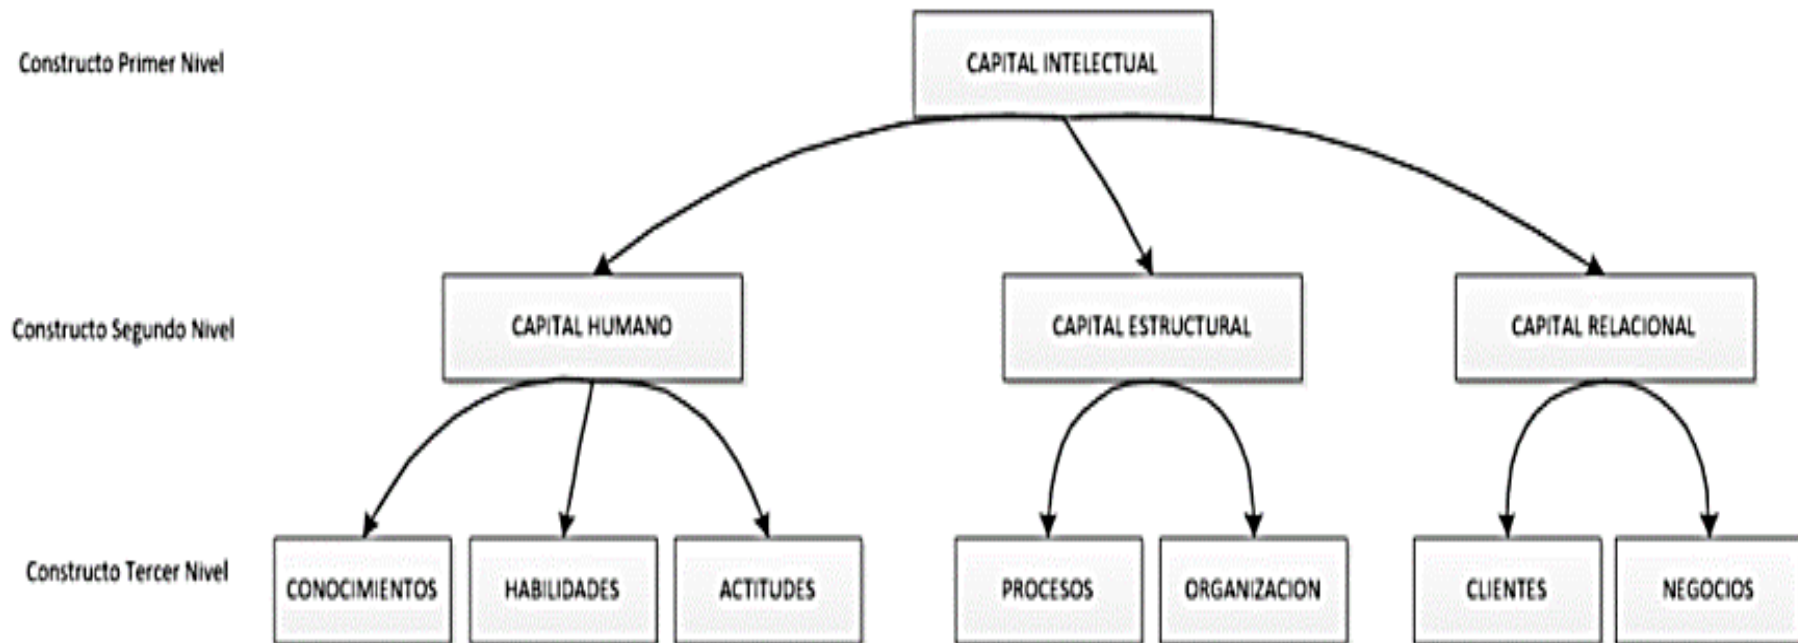 Constructo Primer Nivel
CAPITAL INTELECTUAL
Constructo Segundo Nivel
CAPITAL HUMANO
CAPITAL ESTRUCTURAL
CAPITAL RELACIONAL
Constructo Tercer Nivel
CONOCIMIENTOS
HABILIDADES
ACTITUDES
PROCESOS
ORGANIZACION
CLIENTES
NEGOCIOS